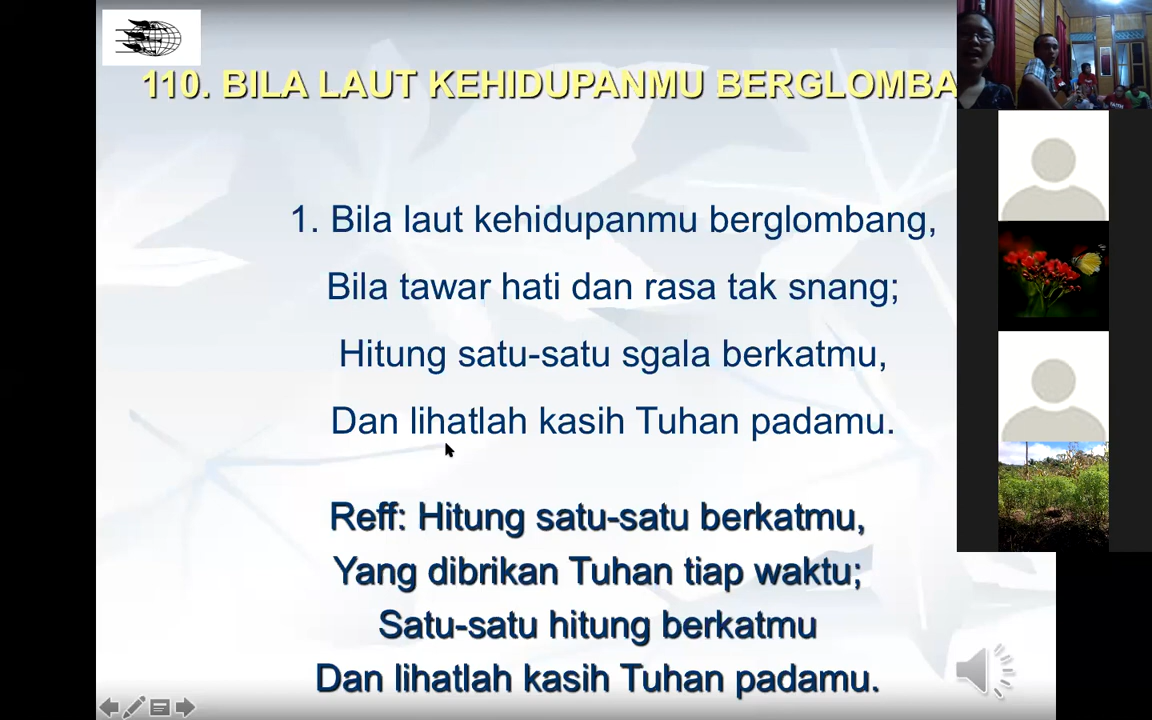 110. BILA LAUT KEHIDUPANMU BERGLOMBA
1. Bila laut kehidupanmu berglombang,
Bila tawar hati dan rasa tak snang;
Hitung satu-satu sgala berkatmu,
Dan lihatlah kasih Tuhan padamu.
Reff: Hitung satu-satu berkatmu,
Yang dibrikan Tuhan tiap waktu;
Satu-satu hitung berkatmu
Dan lihatlah kasih Tuhan padamu.